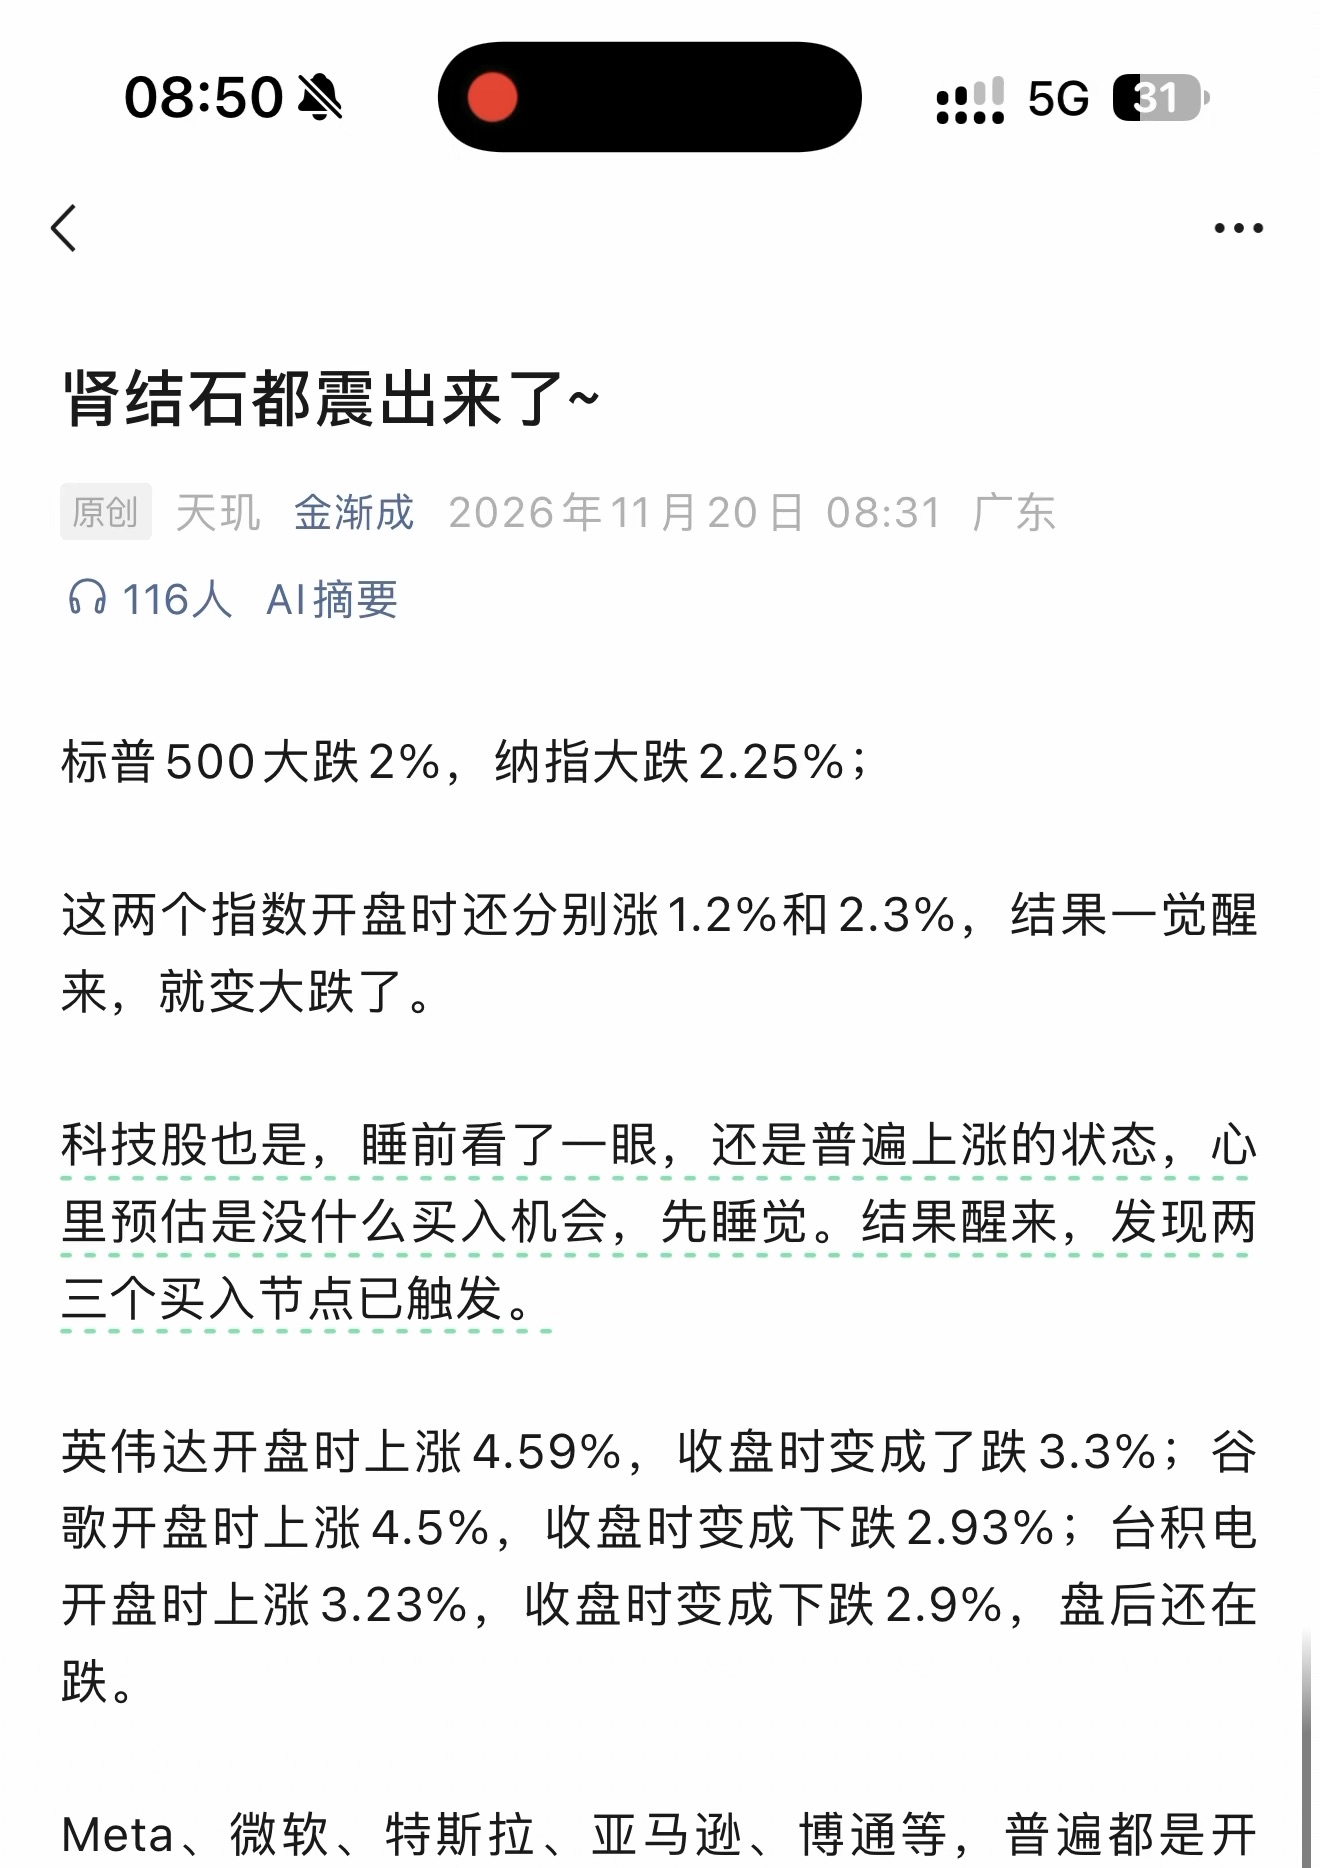 08:50 5G 31
肾结石都震出来了~
原创 天玑 金渐成 2026年11月20日 08:31 广东
116人 AI摘要
标普500大跌2%，纳指大跌2.25%；
这两个指数开盘时还分别涨1.2%和2.3%，结果一觉醒
来，就变大跌了。
科技股也是，睡前看了一眼，还是普遍上涨的状态，心
里预估是没什么买入机会，先睡觉。结果醒来，发现两
三个买入节点已触发。
英伟达开盘时上涨4.59%，收盘时变成了跌3.3%；谷
歌开盘时上涨4.5%，收盘时变成下跌2.93%；台积电
开盘时上涨3.23%，收盘时变成下跌2.9%，盘后还在
跌。
Meta、微软、特斯拉、亚马逊、博通等，普遍都是开